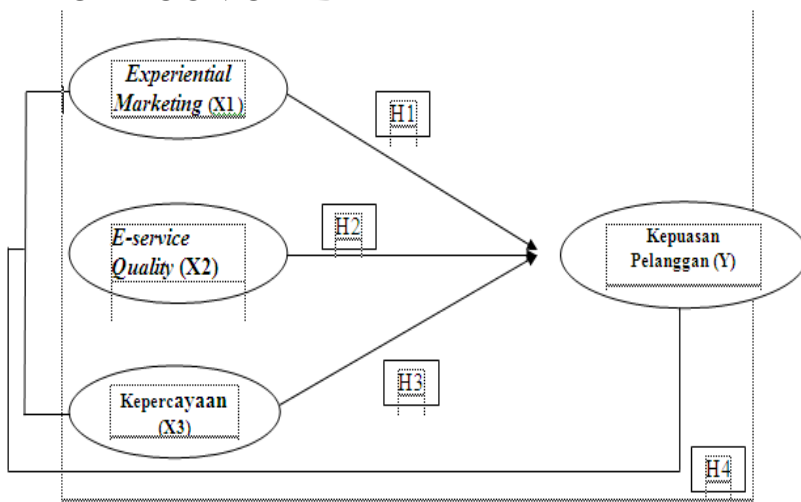 Experiential
Marketing (X1)
H1
E-service
Quality (X2)
H2
Kepuasan
Pelanggan (Y)
Kepercayaan
(X3)
H3
H4